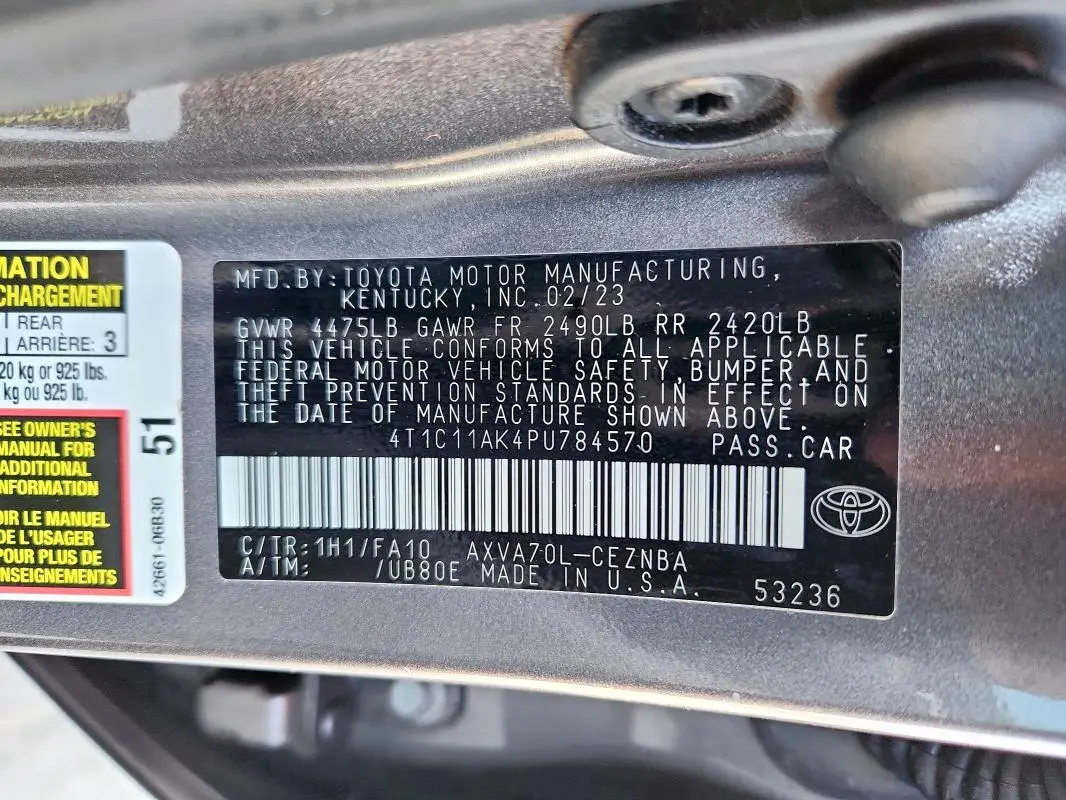 MATION
CHARGEMENT
REAR
ARRIÈRE: 3
20 kg or 925 lbs.
kg ou 925 lb.
SEE OWNER'S
MANUAL FOR
ADDITIONAL
NFORMATION
OIR LE MANUEL
DE L'USAGER
POUR PLUS DE
NSEIGNEMENTS
51
42661-06B30
MFD. BY: TOYOTA MOTOR MANUFACTURING,
KENTUCKY, INC. 02/23
GVWR 4475LB GAWR FR 2490LB RR 2420LB
THIS VEHICLE CONFORMS TO ALL APPLICABLE
FEDERAL MOTOR VEHICLE SAFETY, BUMPER, AND
THEFT PREVENTION STANDARDS IN EFFECT ON
THE DATE OF MANUFACTURE SHOWN ABOVE.
4T1C11AK4PU784570 PASS. CAR
C/TR: 1H1/FA10 AXVA70L-CEZNBA
A/TM: /UB80E MADE IN U.S.A. 53236